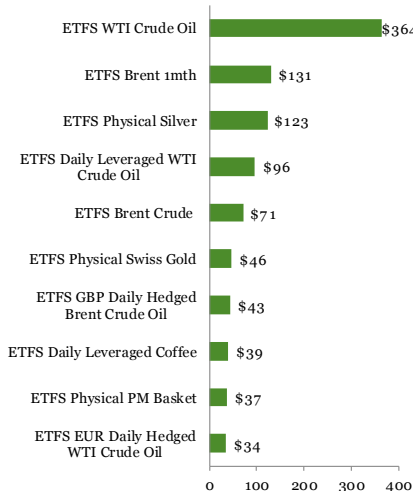 ETFS WTI Crude Oil
$364
ETFS Brent 1mth
$131
ETFS Physical Silver
$123
ETFS Daily Leveraged WTI
Crude Oil
$96
ETFS Brent Crude
$71
ETFS Physical Swiss Gold
$46
ETFS GBP Daily Hedged
Brent Crude Oil
$43
ETFS Daily Leveraged Coffee
$39
ETFS Physical PM Basket
$37
ETFS EUR Daily Hedged
WTI Crude Oil
$34
0 100 200 300 400